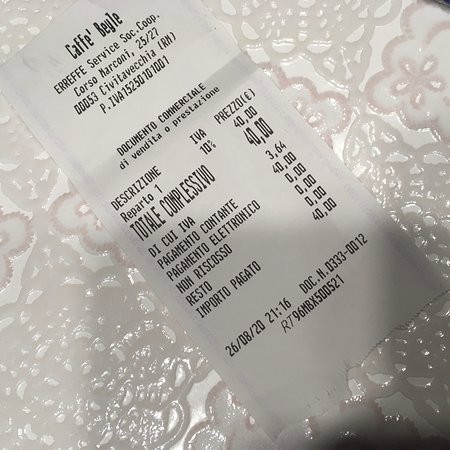 Caffe' Beule
ERREFFE Service Soc.Coop.
Corso Marconi, 25/27
00053 Civitavecchia (RM)
P.IVA15250101001
DOCUMENTO COMMERCIALE
di vendita o prestazione
DESCRIZIONE IVA PREZZO(€)
Reparto 1 10% 40,00
TOTALE COMPLESSIVO 40,00
DI CUI IVA 3,64
PAGAMENTO CONTANTE 40,00
PAGAMENTO ELETTRONICO 0,00
NON RISCOSSO 0,00
RESTO 0,00
IMPORTO PAGATO 40,00
26/08/20 21:16 DOC.N.0333-0012
RT96MBX500521